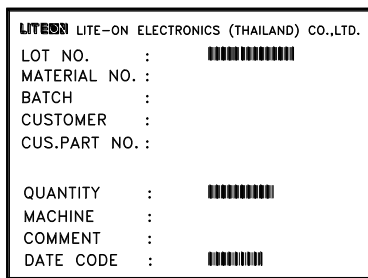 LITEON LITE-ON ELECTRONICS (THAILAND) CO.,LTD.
LOT NO. :
MATERIAL NO. :
BATCH :
CUSTOMER :
CUS.PART NO. :
QUANTITY :
MACHINE :
COMMENT :
DATE CODE :